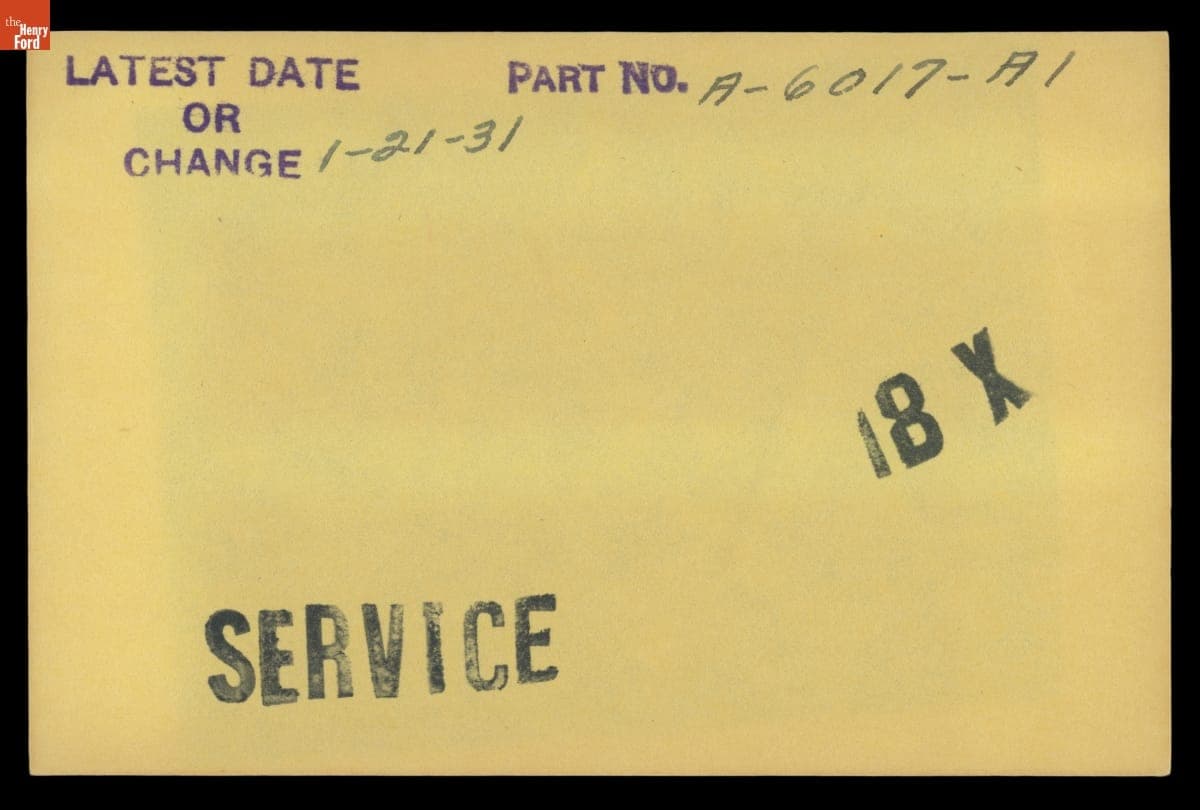 the
Henry
Ford
LATEST DATE
OR
CHANGE 1-21-31
PART NO. A-6017-A1
18 X
SERVICE